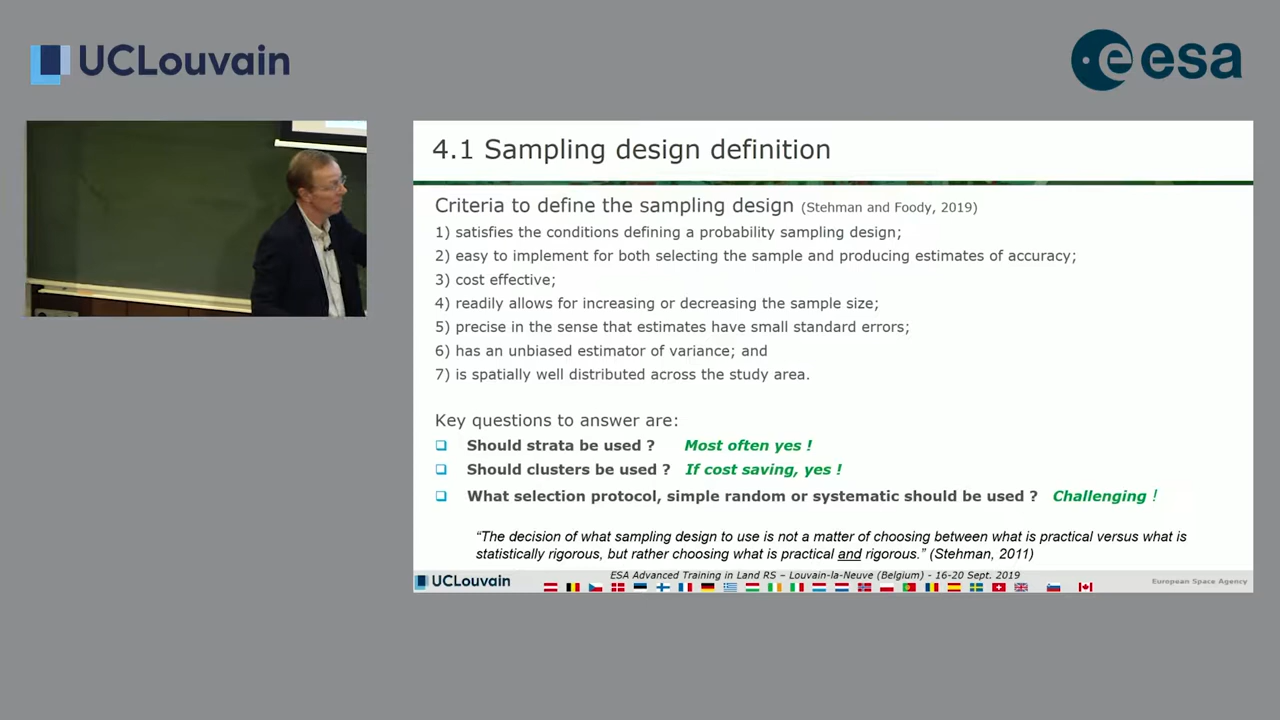 UCLouvain
esa
4.1 Sampling design definition
Criteria to define the sampling design (Stehman and Foody, 2019)
1) satisfies the conditions defining a probability sampling design;
2) easy to implement for both selecting the sample and producing estimates of accuracy;
3) cost effective;
4) readily allows for increasing or decreasing the sample size;
5) precise in the sense that estimates have small standard errors;
6) has an unbiased estimator of variance; and
7) is spatially well distributed across the study area.
Key questions to answer are:
Should strata be used ? Most often yes !
Should clusters be used ? If cost saving, yes !
What selection protocol, simple random or systematic should be used ? Challenging !
“The decision of what sampling design to use is not a matter of choosing between what is practical versus what is
statistically rigorous, but rather choosing what is practical and rigorous.” (Stehman, 2011)
ESA Advanced Training in Land RS – Louvain-la-Neuve (Belgium) - 16-20 Sept. 2019
UCLouvain
European Space Agency